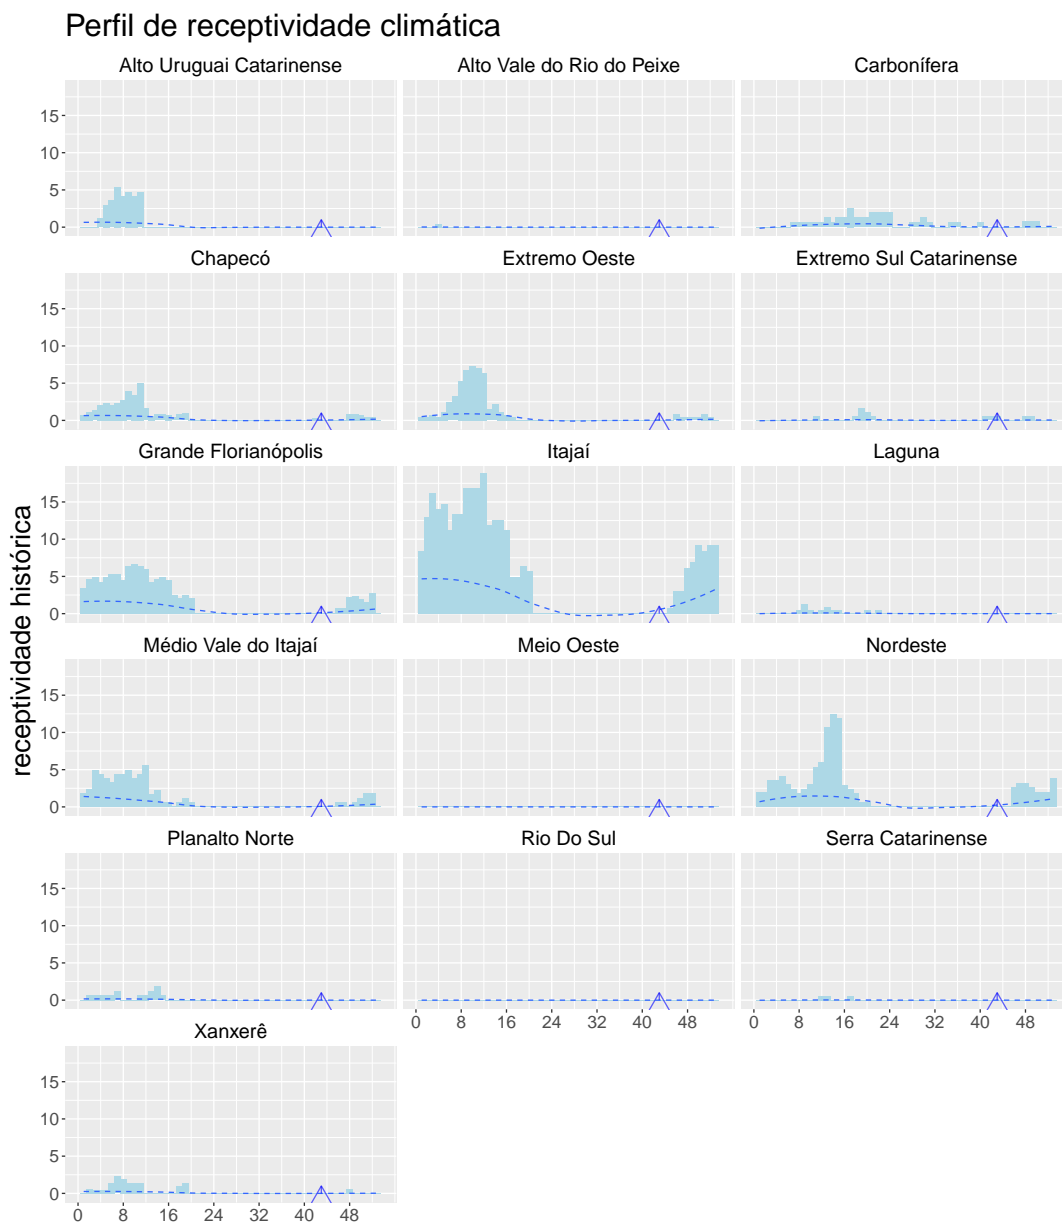 Perfil de receptividade climática
Alto Uruguai Catarinense
Alto Vale do Rio do Peixe
Carbonífera
15
10
5
0
Chapecó
Extremo Oeste
Extremo Sul Catarinense
15
10
5
0
Grande Florianópolis
Itajaí
Laguna
15
10
5
0
receptividade histórica
Médio Vale do Itajaí
Meio Oeste
Nordeste
15
10
5
0
Planalto Norte
Rio Do Sul
Serra Catarinense
15
10
5
0
0 8 16 24 32 40 48
0 8 16 24 32 40 48
Xanxerê
15
10
5
0
0 8 16 24 32 40 48